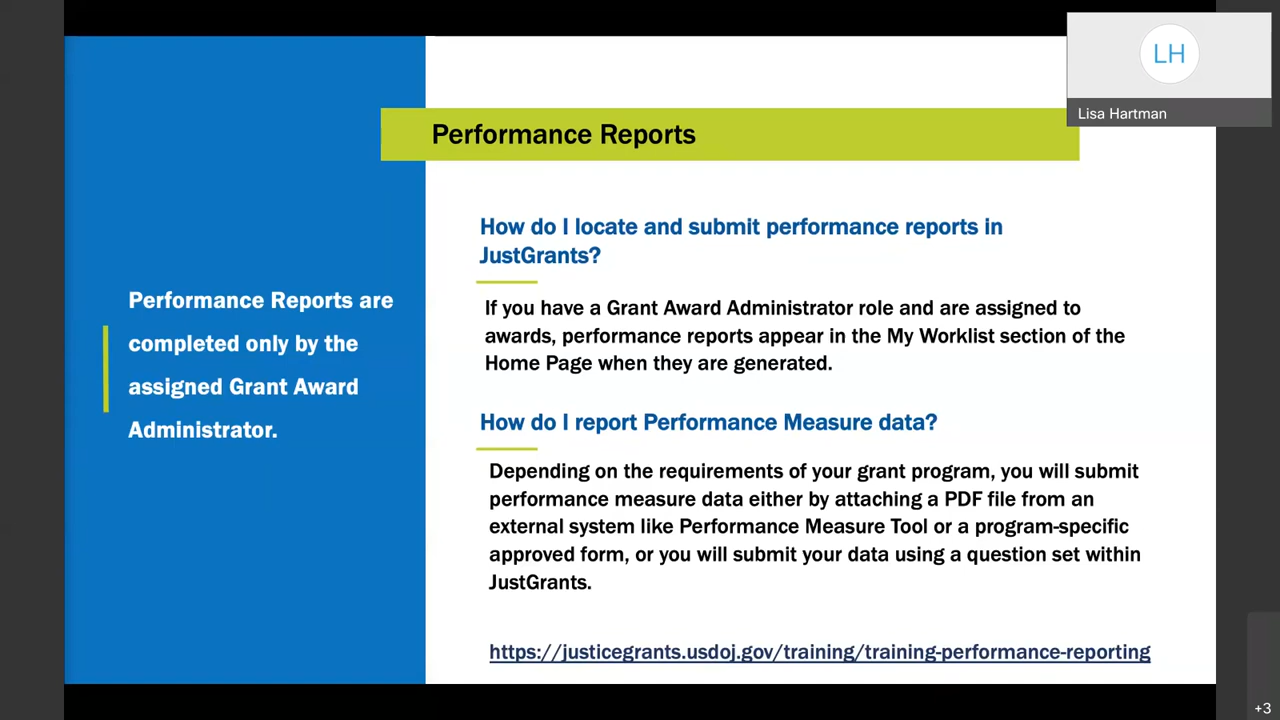 LH
Lisa Hartman
Performance Reports
Performance Reports are
completed only by the
assigned Grant Award
Administrator.
How do I locate and submit performance reports in
JustGrants?
If you have a Grant Award Administrator role and are assigned to
awards, performance reports appear in the My Worklist section of the
Home Page when they are generated.
How do I report Performance Measure data?
Depending on the requirements of your grant program, you will submit
performance measure data either by attaching a PDF file from an
external system like Performance Measure Tool or a program-specific
approved form, or you will submit your data using a question set within
JustGrants.
https://justicegrants.usdoj.gov/training/training-performance-reporting
+3